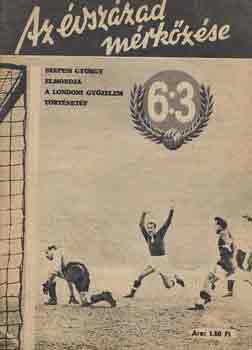 Az évszázad
mérkőzése
SZEPESI GYÖRGY
ELMONDJA
A LONDONI GYŐZELEM
TÖRTÉNETÉT
6:3
Ára: 1.50 Ft